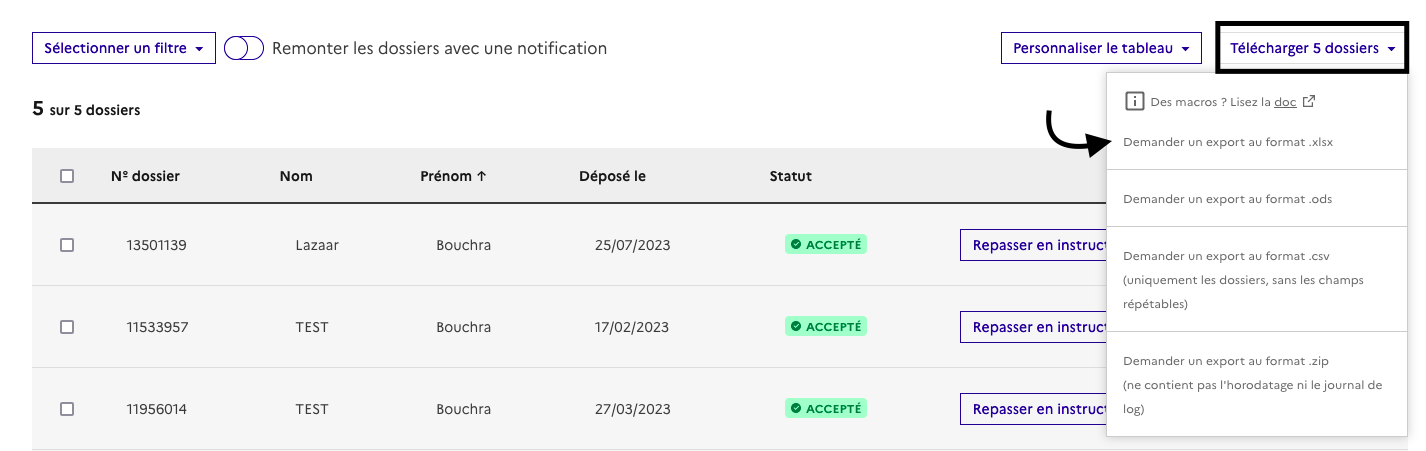 Sélectionner un filtre
Remonter les dossiers avec une notification
Personnaliser le tableau
Télécharger 5 dossiers
5 sur 5 dossiers
Des macros ? Lisez la doc
Demander un export au format .xlsx
Demander un export au format .ods
Demander un export au format .csv
(uniquement les dossiers, sans les champs
répétables)
Demander un export au format .zip
(ne contient pas l'horodatage ni le journal de
log)
Nº dossier Nom Prénom ↑ Déposé le Statut
13501139 Lazaar Bouchra 25/07/2023 ACCEPTÉ Repasser en instruct
11533957 TEST Bouchra 17/02/2023 ACCEPTÉ Repasser en instruct
11956014 TEST Bouchra 27/03/2023 ACCEPTÉ Repasser en instruct